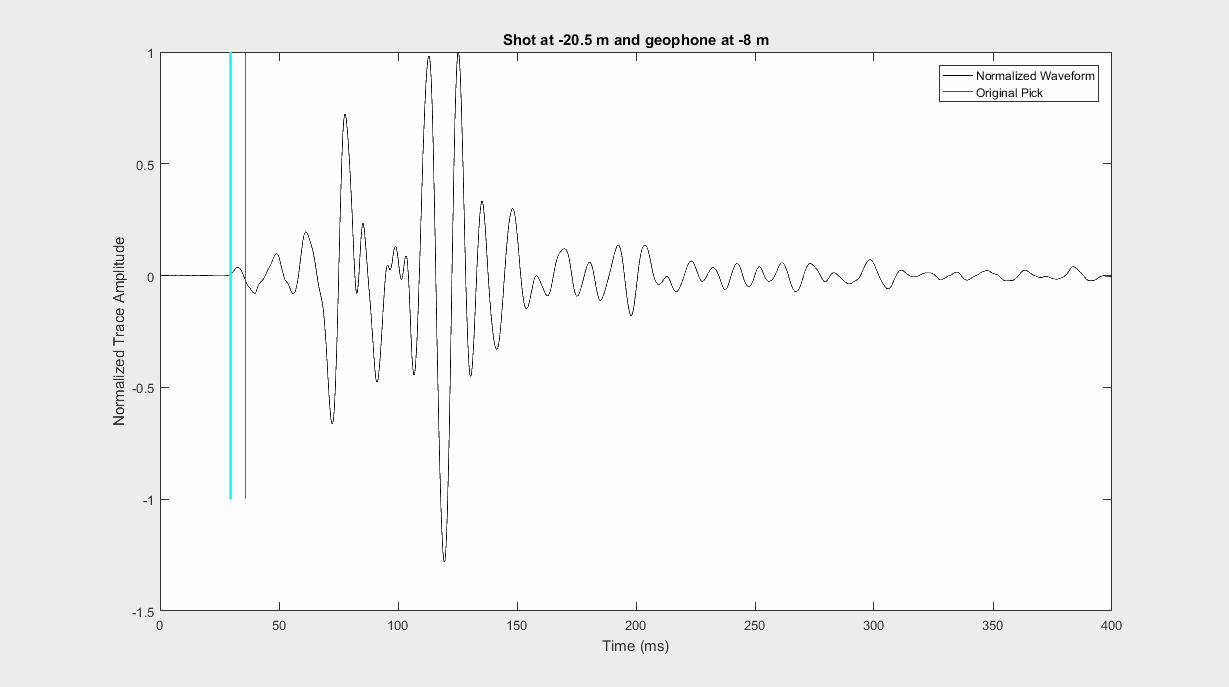 Shot at -20.5 m and geophone at -8 m
Normalized Waveform
Original Pick
Normalized Trace Amplitude
1
0.5
0
-0.5
-1
-1.5
0 50 100 150 200 250 300 350 400
Time (ms)